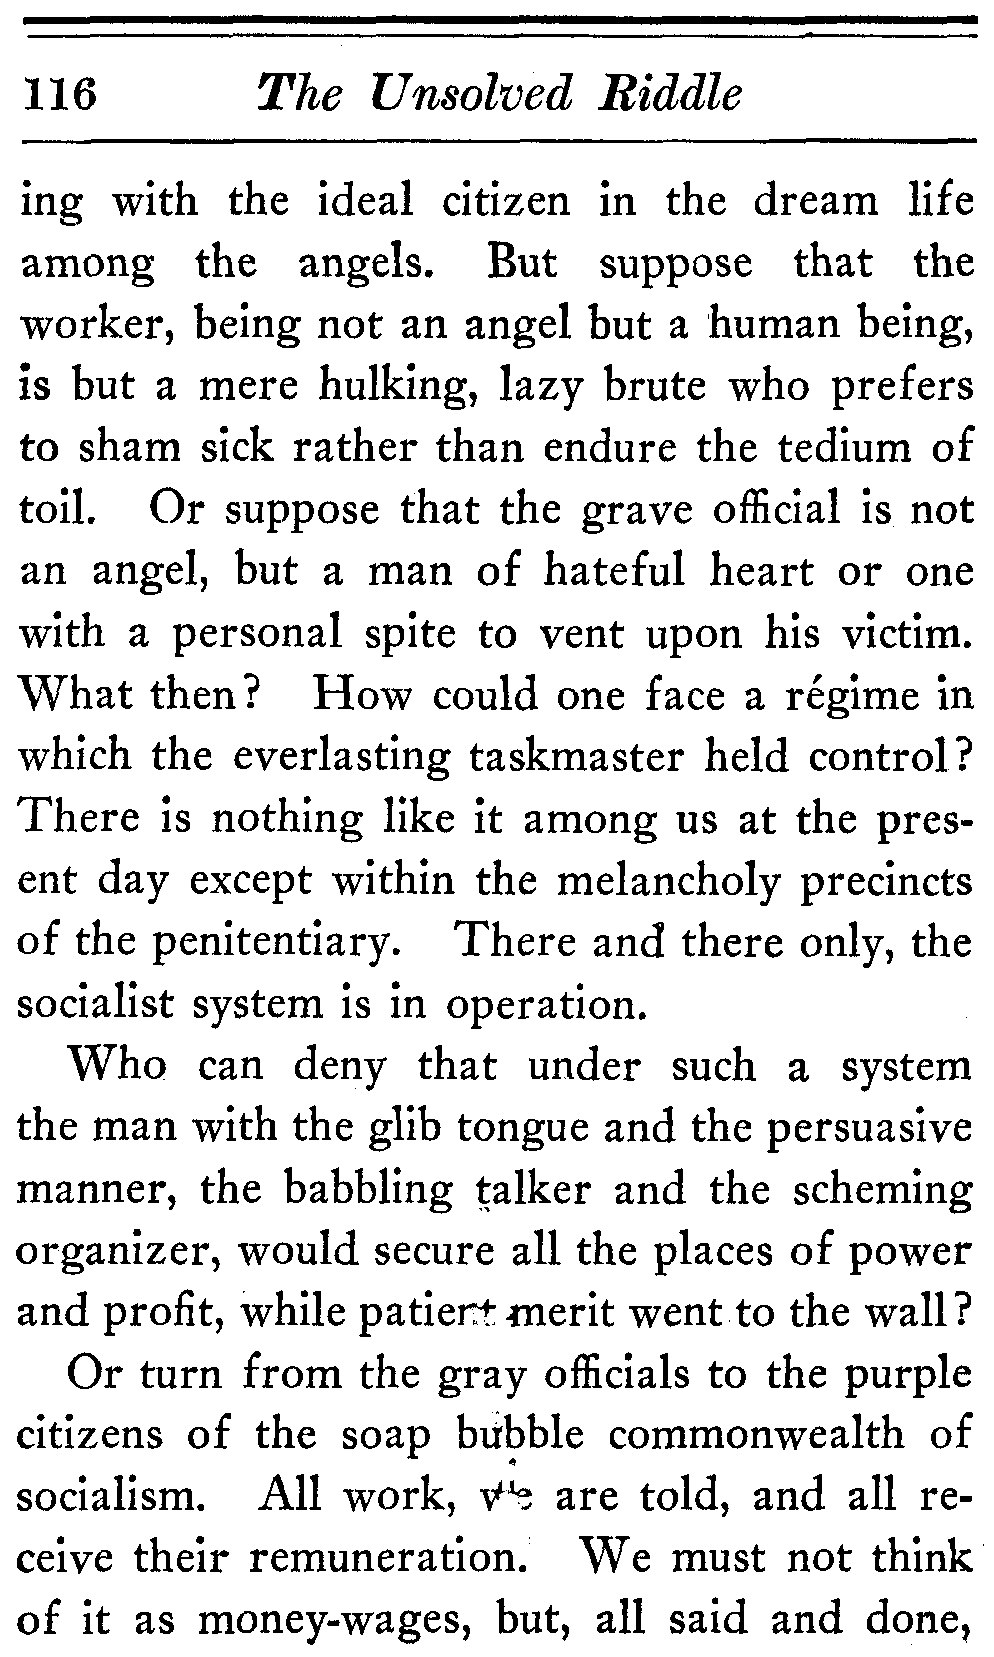 116 The Unsolved Riddle
ing with the ideal citizen in the dream life
among the angels. But suppose that the
worker, being not an angel but a human being,
is but a mere hulking, lazy brute who prefers
to sham sick rather than endure the tedium of
toil. Or suppose that the grave official is not
an angel, but a man of hateful heart or one
with a personal spite to vent upon his victim.
What then? How could one face a régime in
which the everlasting taskmaster held control?
There is nothing like it among us at the pres-
ent day except within the melancholy precincts
of the penitentiary. There and there only, the
socialist system is in operation.
Who can deny that under such a system
the man with the glib tongue and the persuasive
manner, the babbling talker and the scheming
organizer, would secure all the places of power
and profit, while patient merit went to the wall?
Or turn from the gray officials to the purple
citizens of the soap bubble commonwealth of
socialism. All work, we are told, and all re-
ceive their remuneration. We must not think
of it as money-wages, but, all said and done,